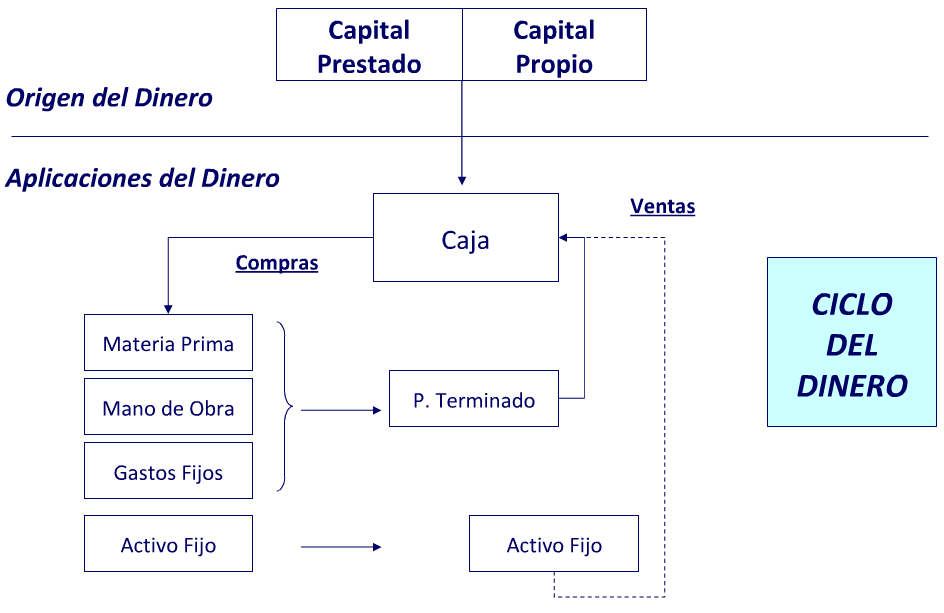 Capital
Prestado
Capital
Propio
Origen del Dinero
Aplicaciones del Dinero
Ventas
Caja
Compras
CICLO
DEL
DINERO
Materia Prima
Mano de Obra
P. Terminado
Gastos Fijos
Activo Fijo
Activo Fijo